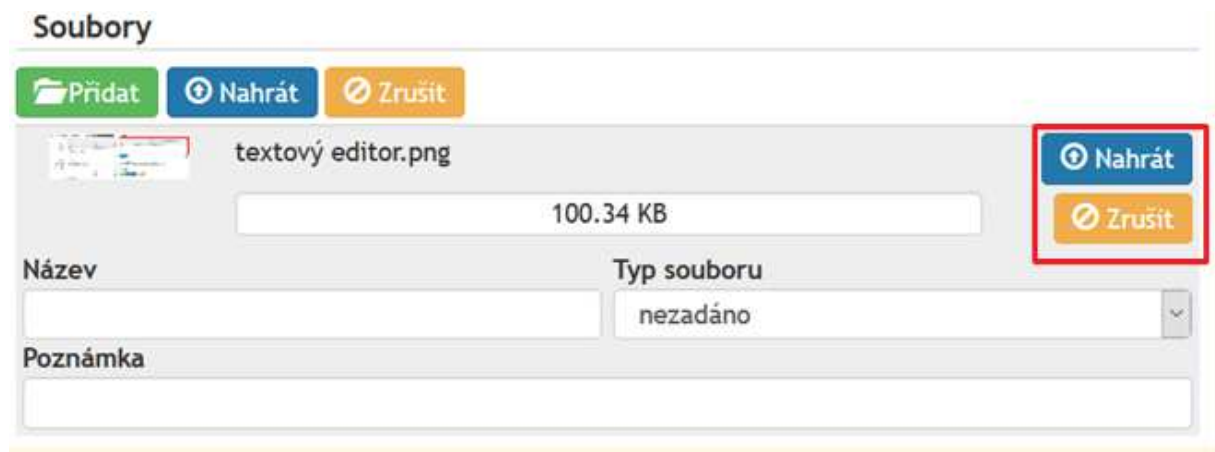 Soubory
Přidat Nahrát Zrušit
textový editor.png Nahrát
100.34 KB Zrušit
Název Typ souboru
nezadáno
Poznámka